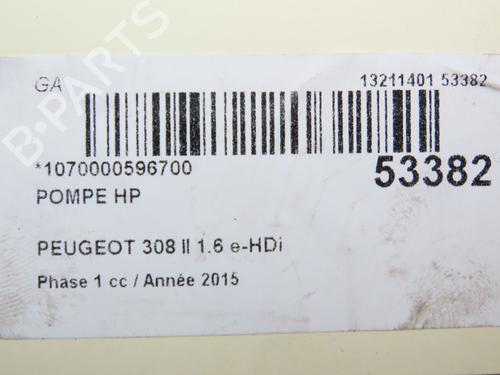 GA 13211401 53382
*1070000596700 53382
POMPE HP
PEUGEOT 308 II 1.6 e-HDi
Phase 1 cc / Année 2015
B-PARTS